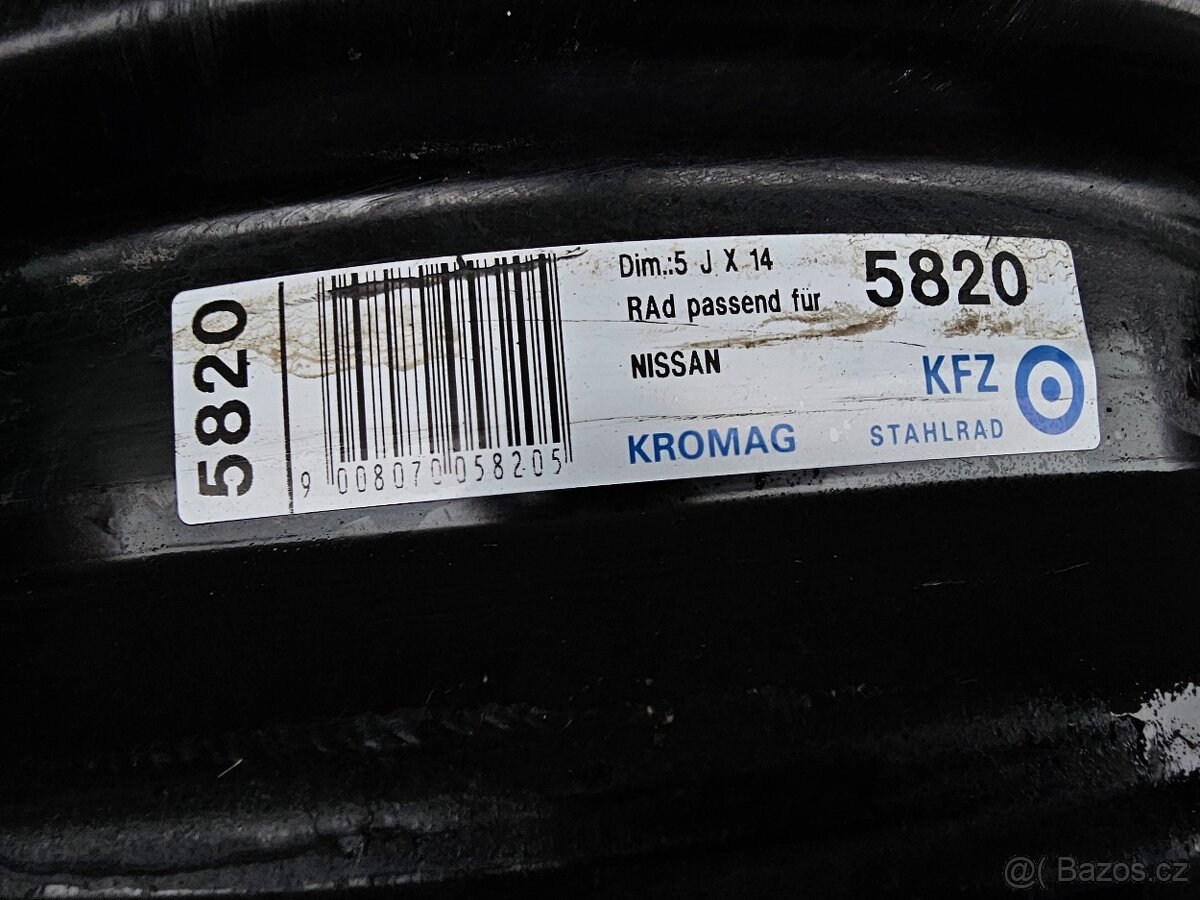 5820
9 008070 058205
Dim.:5 J X 14
RAd passend für
NISSAN
KROMAG
5820
KFZ
STAHLRAD
@( Bazos.cz